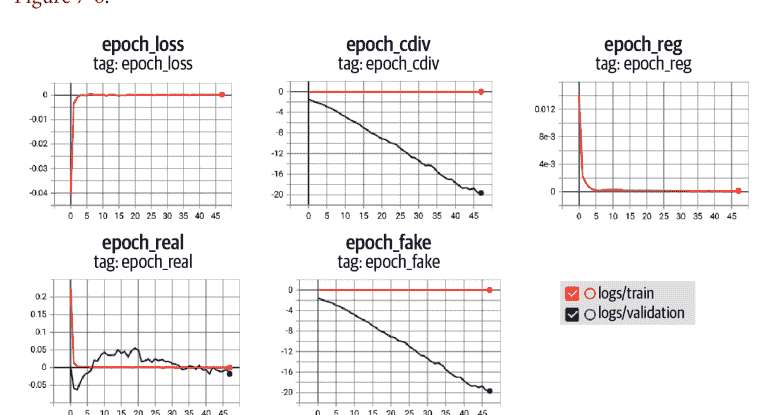 Figure 7-6.
epoch_loss
tag: epoch_loss
0
-0.01
-0.02
-0.03
-0.04
0 5 10 15 20 25 30 35 40 45
epoch_cdiv
tag: epoch_cdiv
0
-4
-8
-12
-16
-20
0 5 10 15 20 25 30 35 40 45
epoch_reg
tag: epoch_reg
0.012
8e-3
4e-3
0
0 5 10 15 20 25 30 35 40 45
epoch_real
tag: epoch_real
0.2
0.15
0.1
0.05
0
-0.05
0 5 10 15 20 25 30 35 40 45
epoch_fake
tag: epoch_fake
0
-4
-8
-12
-16
-20
0 5 10 15 20 25 30 35 40 45
logs/train
logs/validation